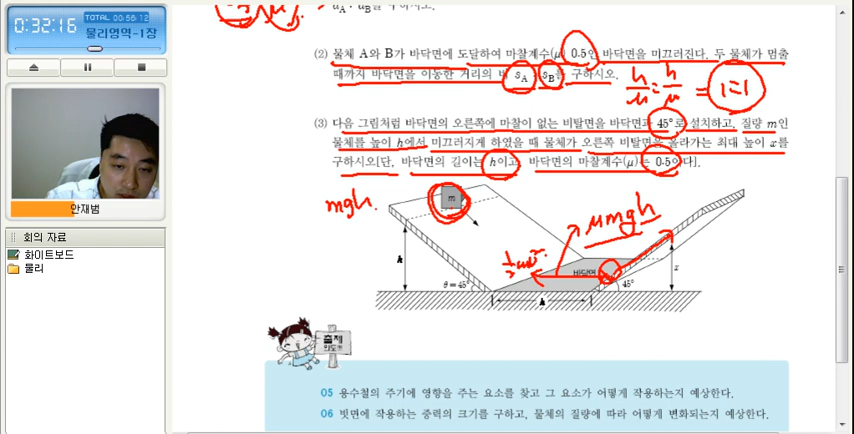 0:32:16
TOTAL 00:56:12
물리영역-1장
안재범
회의 자료
화이트보드
물리
(2) 물체 A와 B가 바닥면에 도달하여 마찰계수(μ) 0.5인 바닥면을 미끄러진다. 두 물체가 멈출
때까지 바닥면을 이동한 거리의 비 sA : sB를 구하시오.
h/μ : h/μ = 1:1
(3) 다음 그림처럼 바닥면의 오른쪽에 마찰이 없는 비탈면을 바닥면과 45°로 설치하고, 질량 m인
물체를 높이 h에서 미끄러지게 하였을 때 물체가 오른쪽 비탈면을 올라가는 최대 높이 x를
구하시오[단, 바닥면의 길이는 h이고, 바닥면의 마찰계수(μ)는 0.5이다].
mgh.
m
μmgh
바닥면
h
x
θ=45°
45°
h
출제
의도
05 용수철의 주기에 영향을 주는 요소를 찾고 그 요소가 어떻게 작용하는지 예상한다.
06 빗면에 작용하는 중력의 크기를 구하고, 물체의 질량에 따라 어떻게 변화되는지 예상한다.